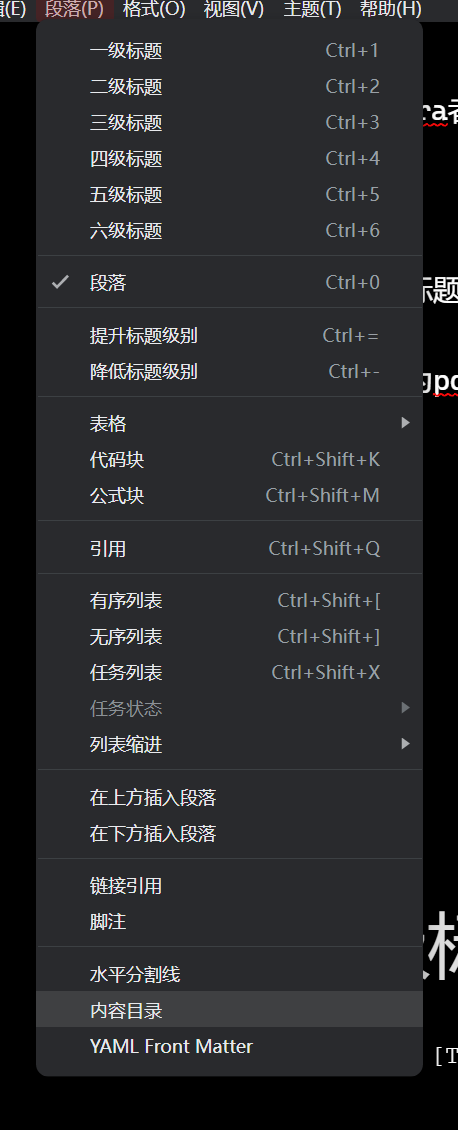 辑(E) 段落(P) 格式(O) 视图(V) 主题(T) 帮助(H)
一级标题 Ctrl+1
二级标题 Ctrl+2
三级标题 Ctrl+3
四级标题 Ctrl+4
五级标题 Ctrl+5
六级标题 Ctrl+6
段落 Ctrl+0
提升标题级别 Ctrl+=
降低标题级别 Ctrl+-
表格
代码块 Ctrl+Shift+K
公式块 Ctrl+Shift+M
引用 Ctrl+Shift+Q
有序列表 Ctrl+Shift+[
无序列表 Ctrl+Shift+]
任务列表 Ctrl+Shift+X
任务状态
列表缩进
在上方插入段落
在下方插入段落
链接引用
脚注
水平分割线
内容目录
YAML Front Matter
[T